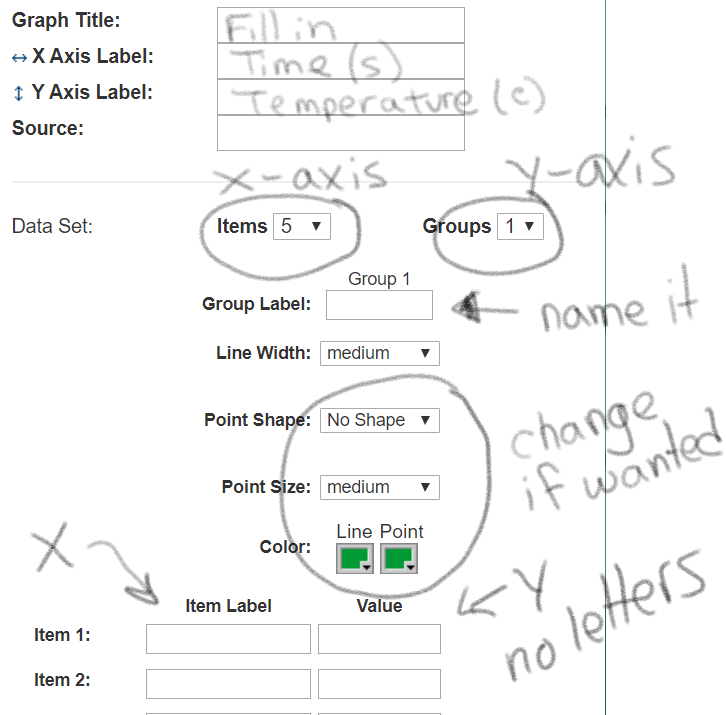 Graph Title: Fill in
↔ X Axis Label: Time (s)
↕ Y Axis Label: Temperature (c)
Source:
x-axis y-axis
Data Set: Items 5 ▼ Groups 1 ▼
Group 1
Group Label: name it
Line Width: medium ▼
Point Shape: No Shape ▼
change
if wanted
Point Size: medium ▼
Line Point
Color:
X
Y
Item Label Value
no letters
Item 1:
Item 2: